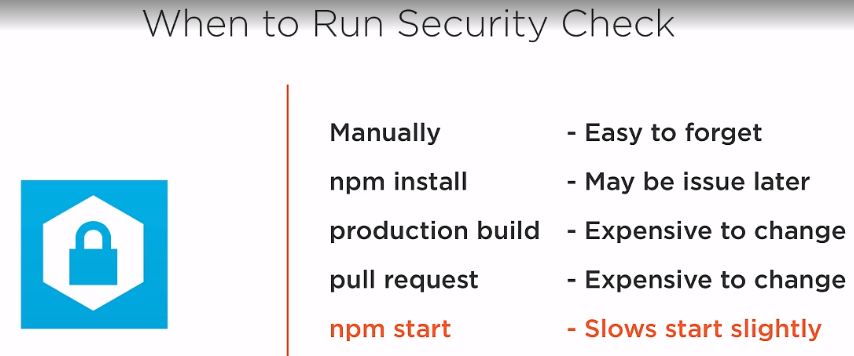 When to Run Security Check
Manually - Easy to forget
npm install - May be issue later
production build - Expensive to change
pull request - Expensive to change
npm start - Slows start slightly